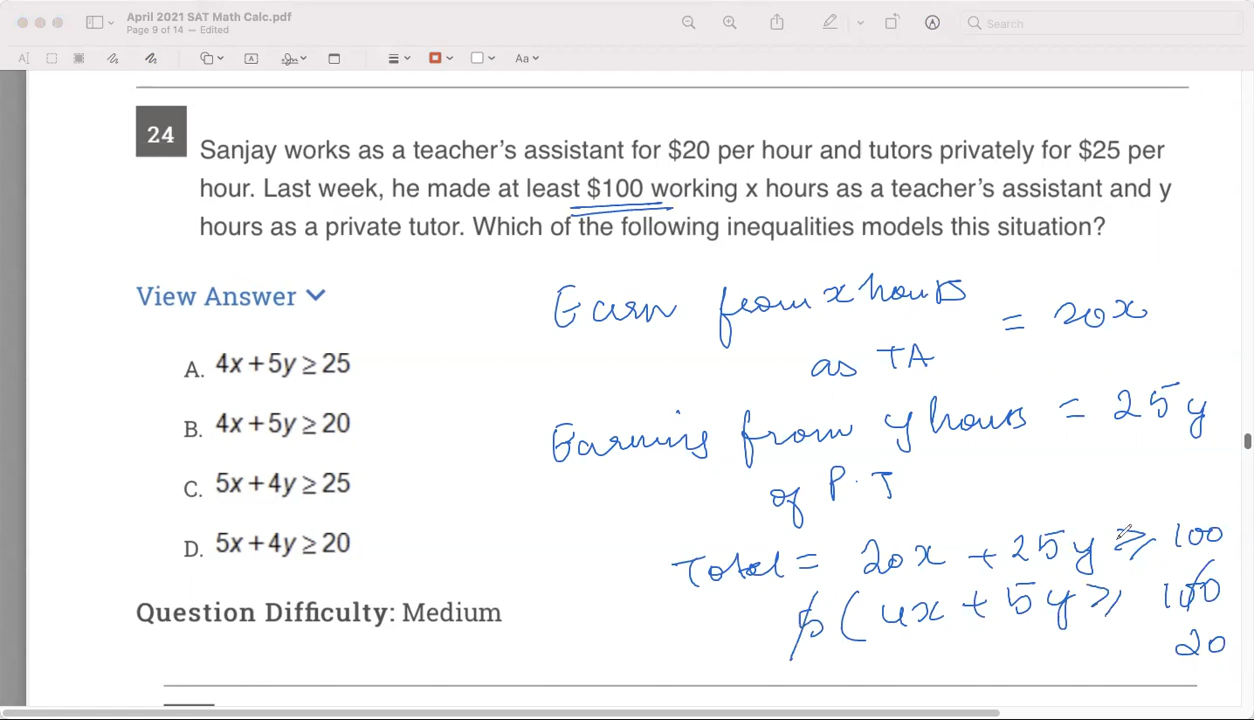 April 2021 SAT Math Calc.pdf
Page 9 of 14 — Edited
Search
Aa
24
Sanjay works as a teacher's assistant for $20 per hour and tutors privately for $25 per
hour. Last week, he made at least $100 working x hours as a teacher's assistant and y
hours as a private tutor. Which of the following inequalities models this situation?
View Answer
Earn from x hours
as TA
= 20x
A. 4x + 5y ≥ 25
B. 4x + 5y ≥ 20
C. 5x + 4y ≥ 25
D. 5x + 4y ≥ 20
Earning from y hours = 25y
of P.T
Total = 20x + 25y ≥ 100
5 ( 4x + 5y ≥ 100
20
Question Difficulty: Medium